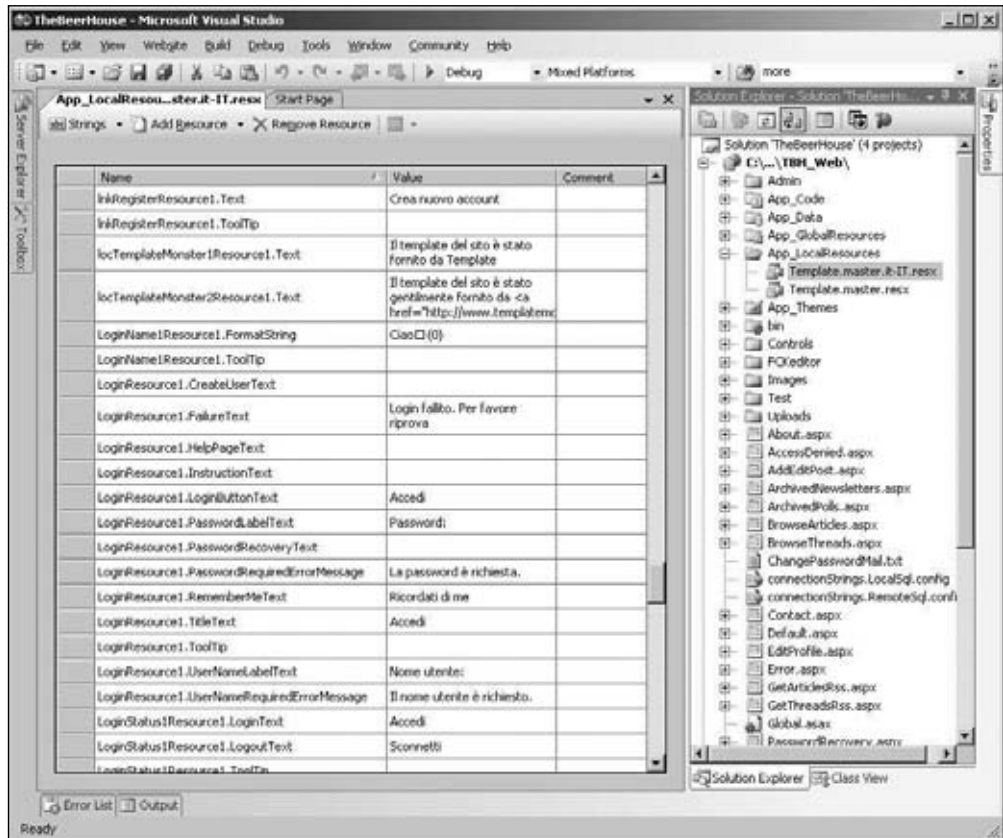 TheBeerHouse - Microsoft Visual Studio
File Edit View Website Build Debug Tools Window Community Help
Debug Mixed Platforms more
App_LocalResou...ster.it-IT.resx Start Page
Strings Add Resource Remove Resource
Server Explorer
Toolbox
Name Value Comment
lnkRegisterResource1.Text Crea nuovo account
lnkRegisterResource1.ToolTip
locTemplateMonster1Resource1.Text Il template del sito è stato
fornito da Template
locTemplateMonster2Resource1.Text Il template del sito è stato
gentilmente fornito da <a
href="http://www.templatemo
LoginName1Resource1.FormatString Ciao□{0}
LoginName1Resource1.ToolTip
LoginResource1.CreateUserText
LoginResource1.FailureText Login fallito. Per favore
riprova
LoginResource1.HelpPageText
LoginResource1.InstructionText
LoginResource1.LoginButtonText Accedi
LoginResource1.PasswordLabelText Password:
LoginResource1.PasswordRecoveryText
LoginResource1.PasswordRequiredErrorMessage La password è richiesta.
LoginResource1.RememberMeText Ricordati di me
LoginResource1.TitleText Accedi
LoginResource1.ToolTip
LoginResource1.UserNameLabelText Nome utente:
LoginResource1.UserNameRequiredErrorMessage Il nome utente è richiesto.
LoginStatus1Resource1.LoginText Accedi
LoginStatus1Resource1.LogoutText Sconnetti
LoginStatus1Resource1.ToolTip
Solution Explorer - Solution 'TheBeerHo...
Solution 'TheBeerHouse' (4 projects)
C:\...\TBH_Web\
Admin
App_Code
App_Data
App_GlobalResources
App_LocalResources
Template.master.it-IT.resx
Template.master.resx
App_Themes
bin
Controls
FCKeditor
Images
Test
Uploads
About.aspx
AccessDenied.aspx
AddEditPost.aspx
ArchivedNewsletters.aspx
ArchivedPolls.aspx
BrowseArticles.aspx
BrowseThreads.aspx
ChangePasswordMail.txt
connectionStrings.LocalSql.config
connectionStrings.RemoteSql.confi
Contact.aspx
Default.aspx
EditProfile.aspx
Error.aspx
GetArticlesRss.aspx
GetThreadsRss.aspx
Global.asax
PasswordRecovery.aspx
Solution Explorer Class View
Properties
Error List Output
Ready